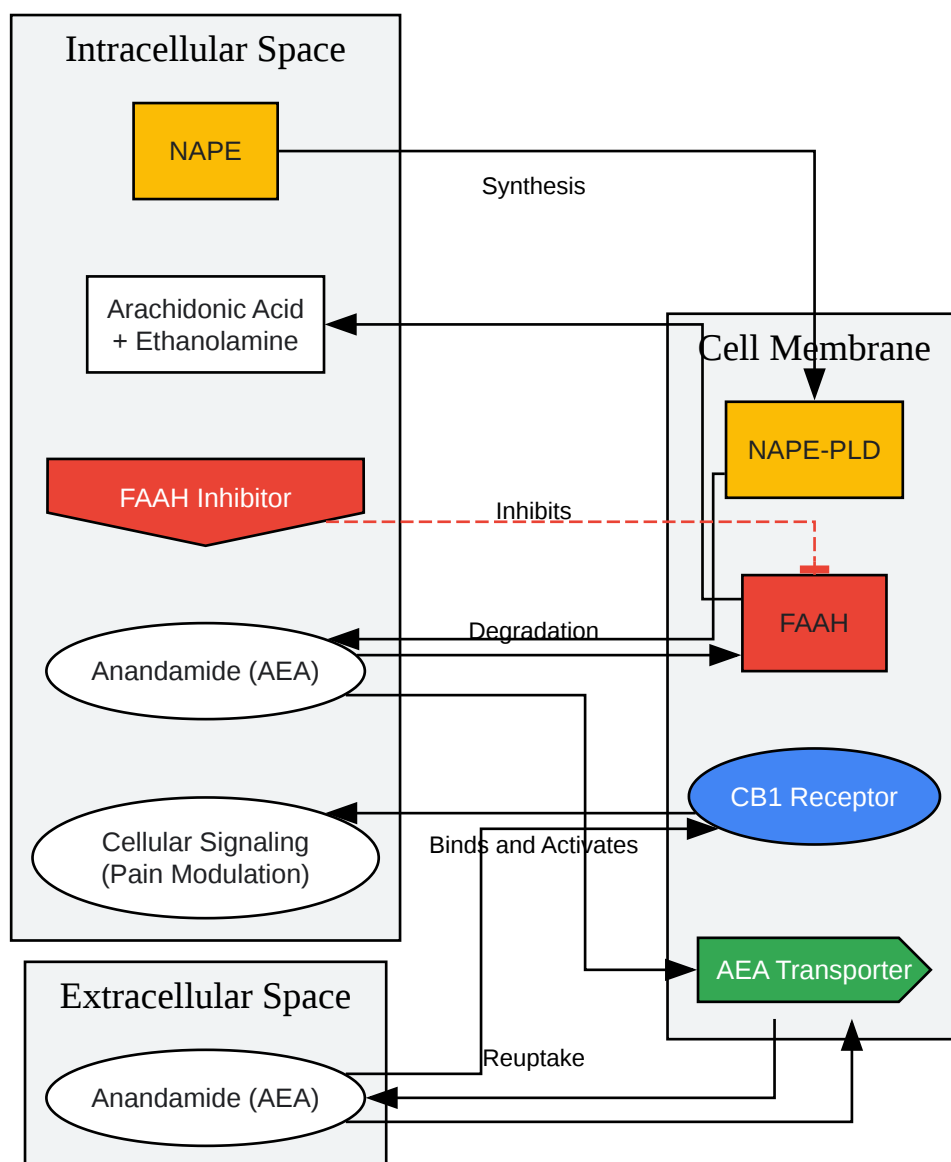 Intracellular Space
NAPE
Synthesis
Arachidonic Acid
+ Ethanolamine
Cell Membrane
NAPE-PLD
FAAH Inhibitor
Inhibits
FAAH
Degradation
Anandamide (AEA)
CB1 Receptor
Cellular Signaling
(Pain Modulation)
Binds and Activates
AEA Transporter
Extracellular Space
Reuptake
Anandamide (AEA)